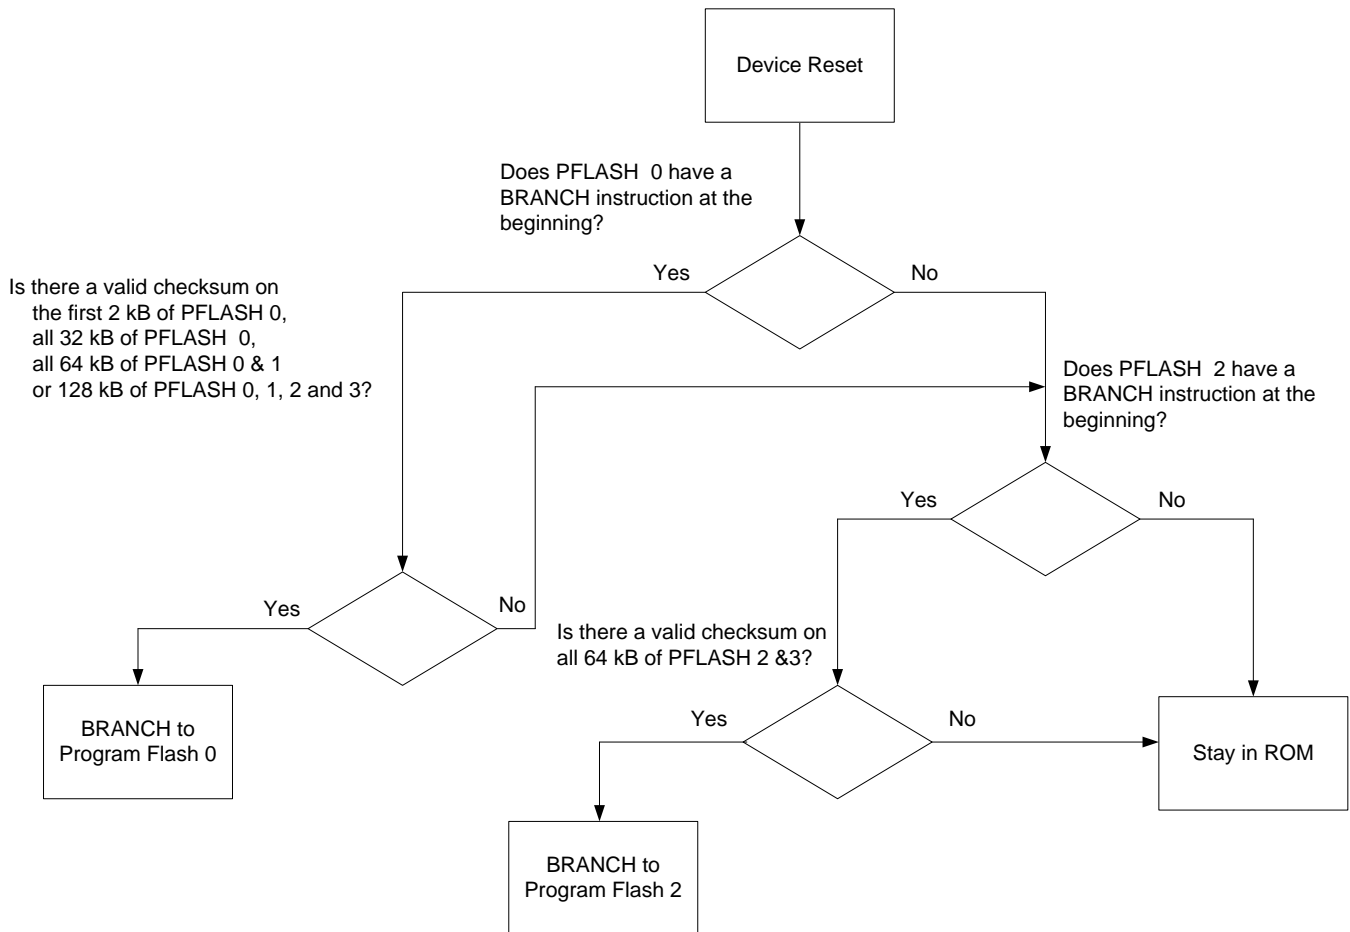 Device Reset
Does PFLASH 0 have a
BRANCH instruction at the
beginning?
Yes
No
Is there a valid checksum on
the first 2 kB of PFLASH 0,
all 32 kB of PFLASH 0,
all 64 kB of PFLASH 0 & 1
or 128 kB of PFLASH 0, 1, 2 and 3?
Does PFLASH 2 have a
BRANCH instruction at the
beginning?
Yes
No
Yes
No
Is there a valid checksum on
all 64 kB of PFLASH 2 &3?
Yes
No
BRANCH to
Program Flash 0
Stay in ROM
BRANCH to
Program Flash 2